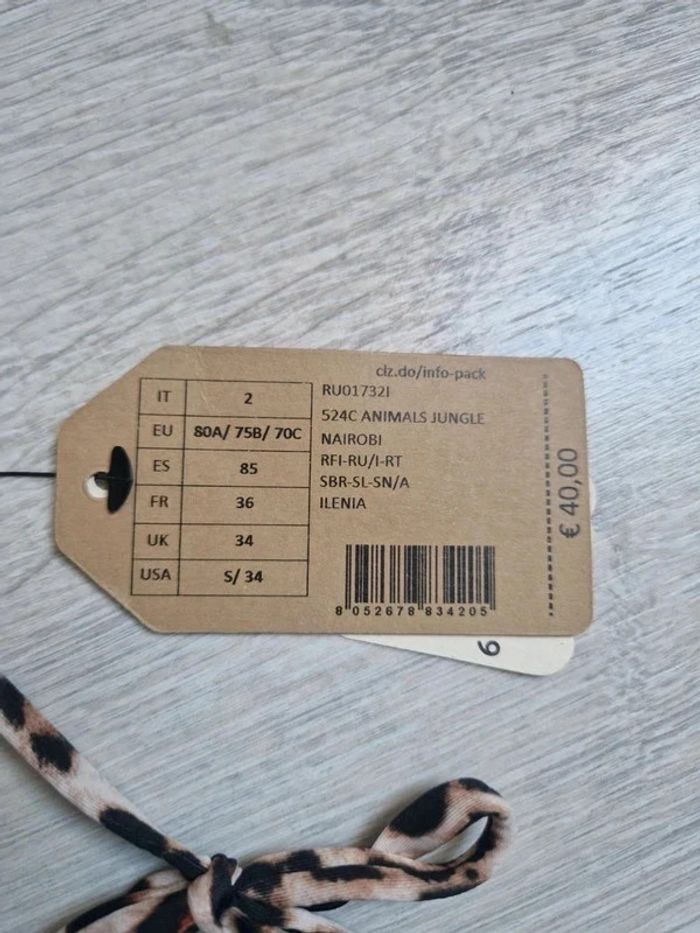 IT 2
EU 80A/ 75B/ 70C
ES 85
FR 36
UK 34
USA S/ 34
clz.do/info-pack
RU01732I
524C ANIMALS JUNGLE
NAIROBI
RFI-RU/I-RT
SBR-SL-SN/A
ILENIA
8 052678 834205
€ 40,00
6